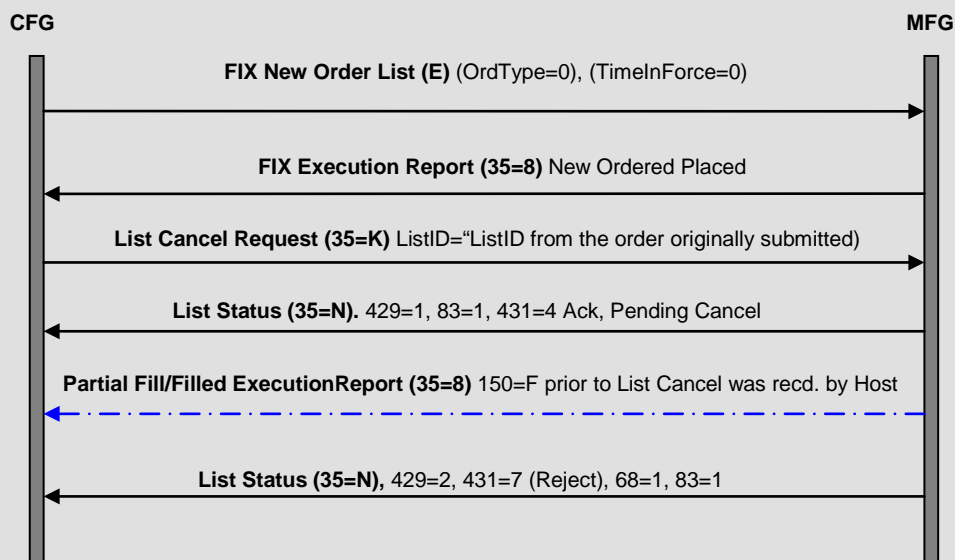 CFG
MFG
FIX New Order List (E) (OrdType=0), (TimeInForce=0)
FIX Execution Report (35=8) New Ordered Placed
List Cancel Request (35=K) ListID=“ListID from the order originally submitted)
List Status (35=N). 429=1, 83=1, 431=4 Ack, Pending Cancel
Partial Fill/Filled ExecutionReport (35=8) 150=F prior to List Cancel was recd. by Host
List Status (35=N), 429=2, 431=7 (Reject), 68=1, 83=1